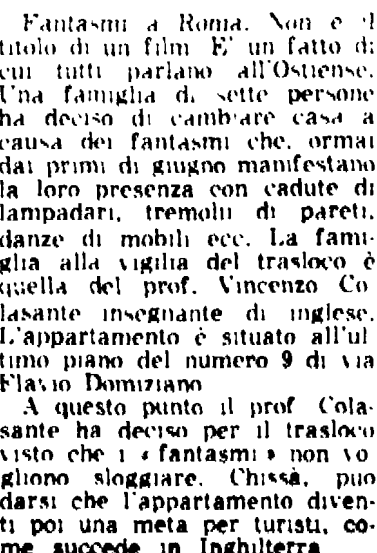 Fantasmi a Roma. Non e il
titolo di un film E' un fatto di
cui tutti parlano all'Ostiense.
Una famiglia di sette persone
ha deciso di cambiare casa a
causa dei fantasmi che, ormai
dai primi di giugno manifestano
la loro presenza con cadute di
lampadari, tremolii di pareti,
danze di mobili ecc. La fami-
glia alla vigilia del trasloco è
quella del prof. Vincenzo Co
lasante insegnante di inglese.
L'appartamento è situato all'ul
timo piano del numero 9 di via
Flavio Domiziano
A questo punto il prof Cola-
sante ha deciso per il trasloco
visto che i « fantasmi » non vo
gliono sloggiare. Chissà, può
darsi che l'appartamento diven-
ti poi una meta per turisti, co-
me succede in Inghilterra